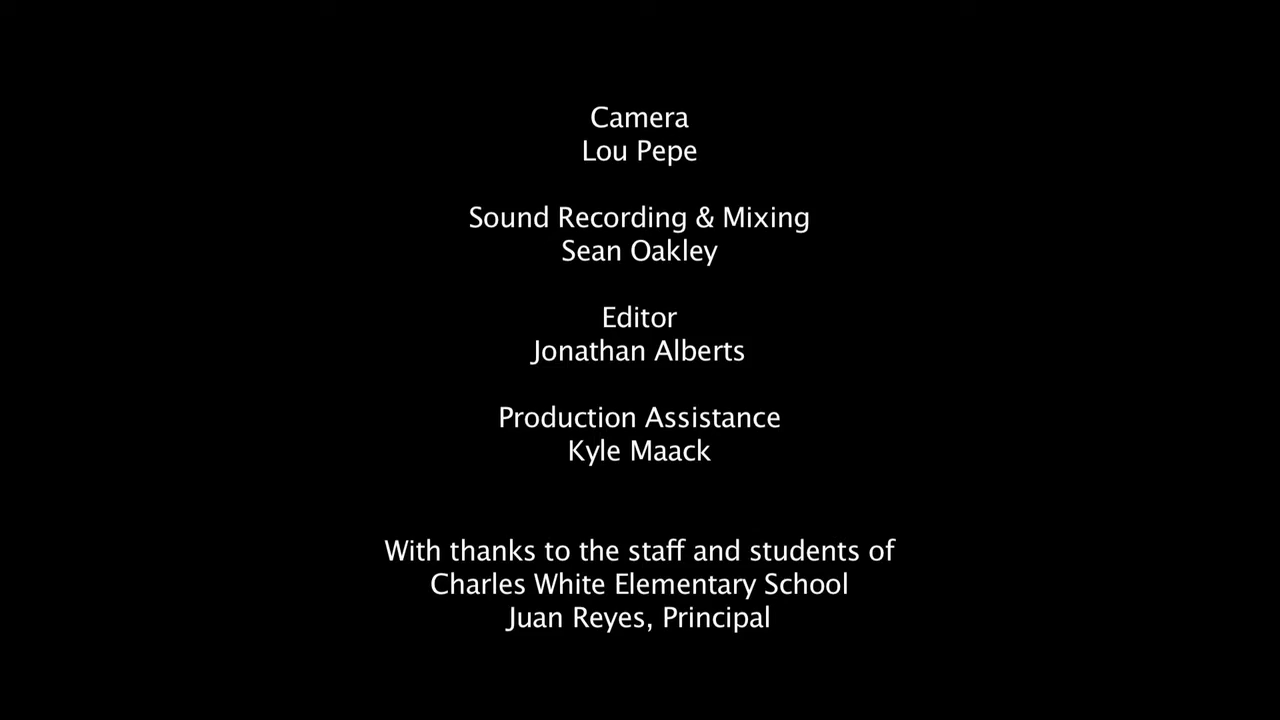 Camera
Lou Pepe
Sound Recording & Mixing
Sean Oakley
Editor
Jonathan Alberts
Production Assistance
Kyle Maack
With thanks to the staff and students of
Charles White Elementary School
Juan Reyes, Principal